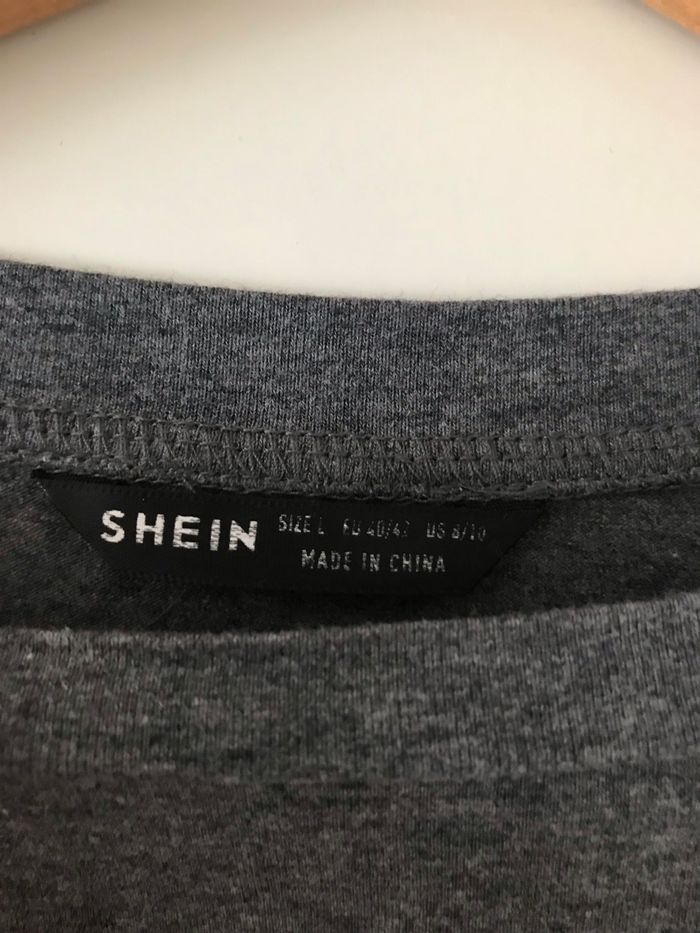 SHEIN
SIZE L EU 40/42 US 8/10
MADE IN CHINA